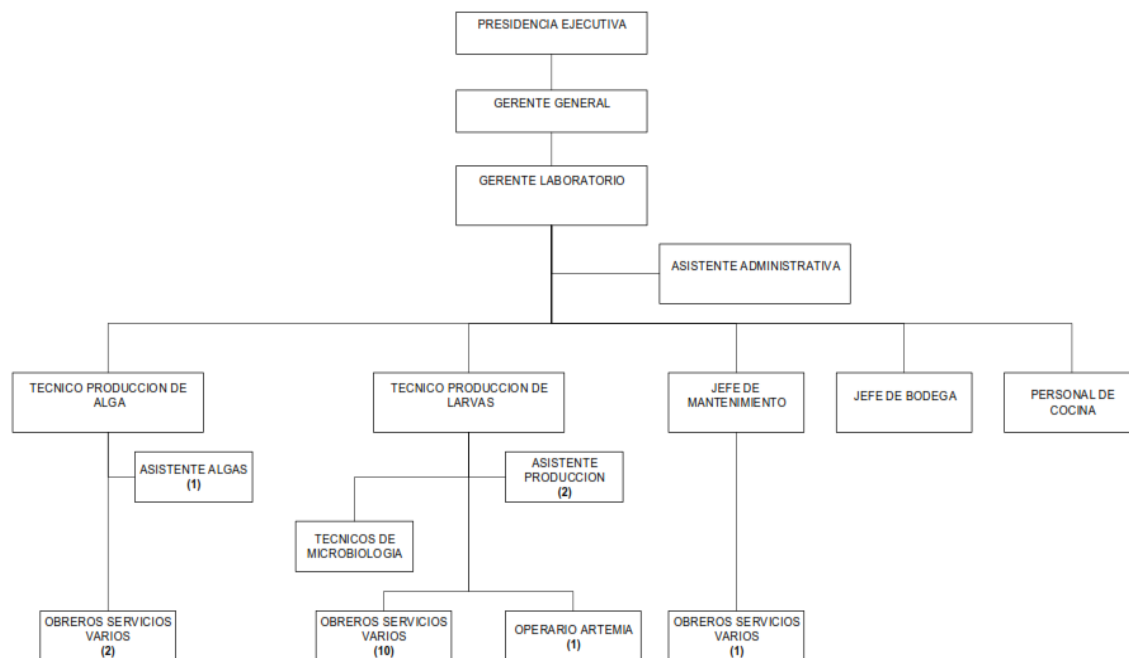 PRESIDENCIA EJECUTIVA
GERENTE GENERAL
GERENTE LABORATORIO
ASISTENTE ADMINISTRATIVA
TECNICO PRODUCCION DE
ALGA
TECNICO PRODUCCION DE
LARVAS
JEFE DE
MANTENIMIENTO
JEFE DE BODEGA
PERSONAL DE
COCINA
ASISTENTE ALGAS
(1)
ASISTENTE
PRODUCCION
(2)
TECNICOS DE
MICROBIOLOGIA
OBREROS SERVICIOS
VARIOS
(2)
OBREROS SERVICIOS
VARIOS
(10)
OPERARIO ARTEMIA
(1)
OBREROS SERVICIOS
VARIOS
(1)